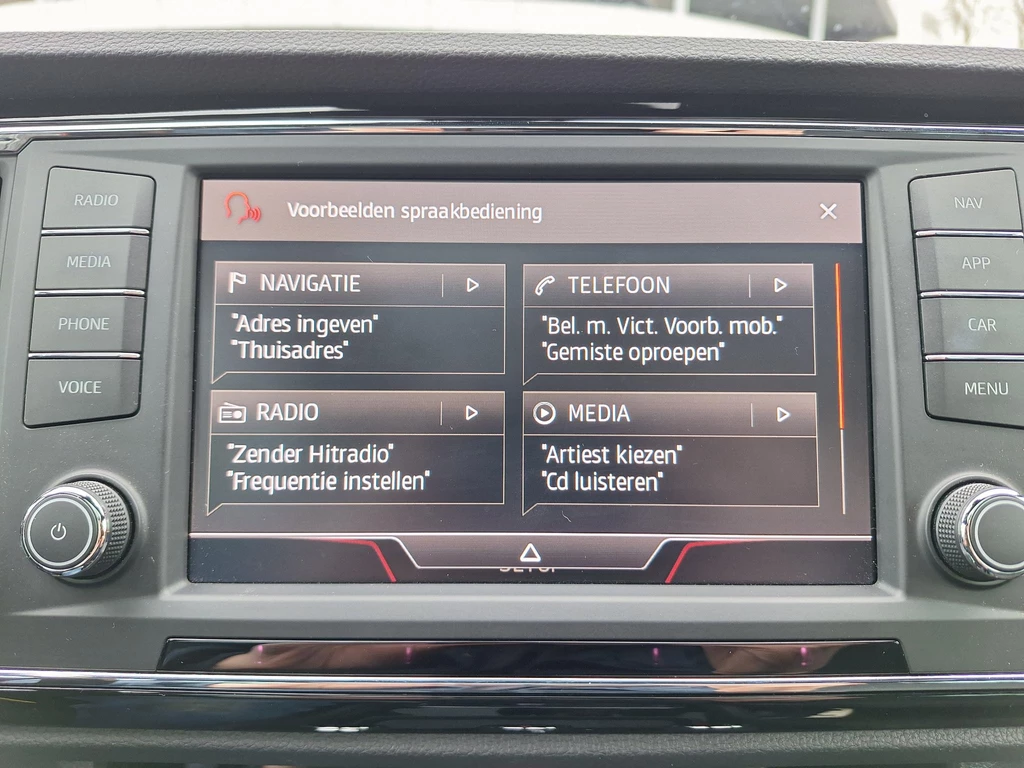 RADIO
MEDIA
PHONE
VOICE
Voorbeelden spraakbediening
NAVIGATIE
"Adres ingeven"
"Thuisadres"
TELEFOON
"Bel. m. Vict. Voorb. mob."
"Gemiste oproepen"
RADIO
"Zender Hitradio"
"Frequentie instellen"
MEDIA
"Artiest kiezen"
"Cd luisteren"
NAV
APP
CAR
MENU